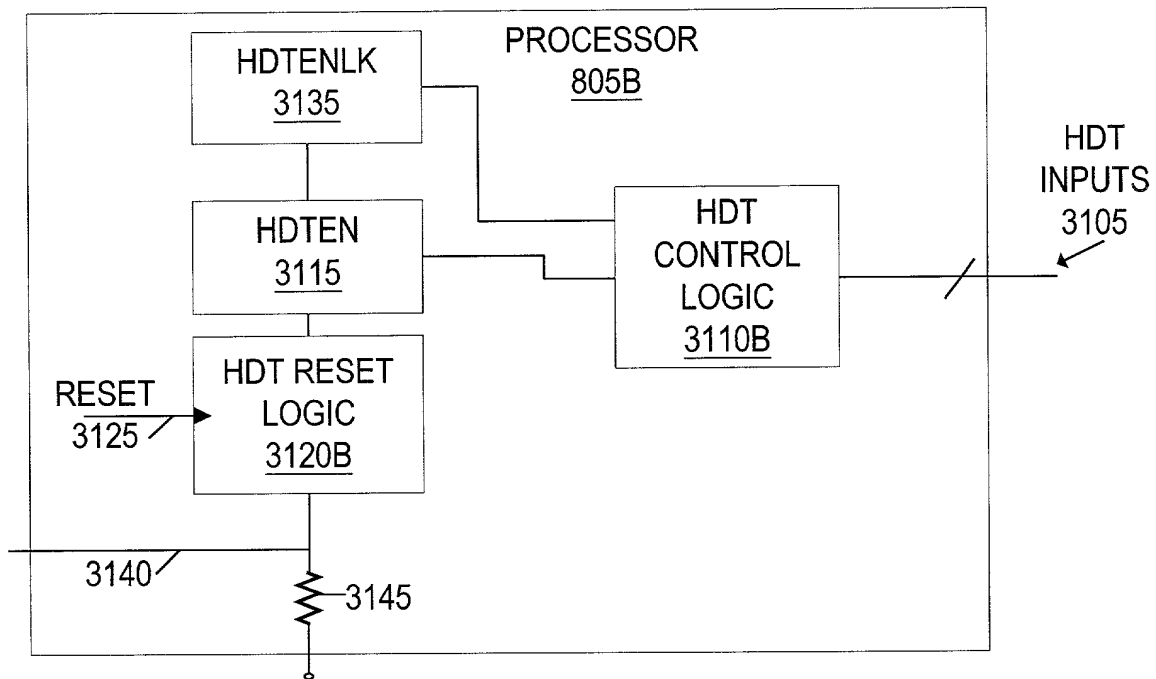 PROCESSOR
805B
HDTENLK
3135
HDTEN
3115
HDT
CONTROL
LOGIC
3110B
HDT
INPUTS
3105
HDT RESET
LOGIC
3120B
RESET
3125
3140
3145